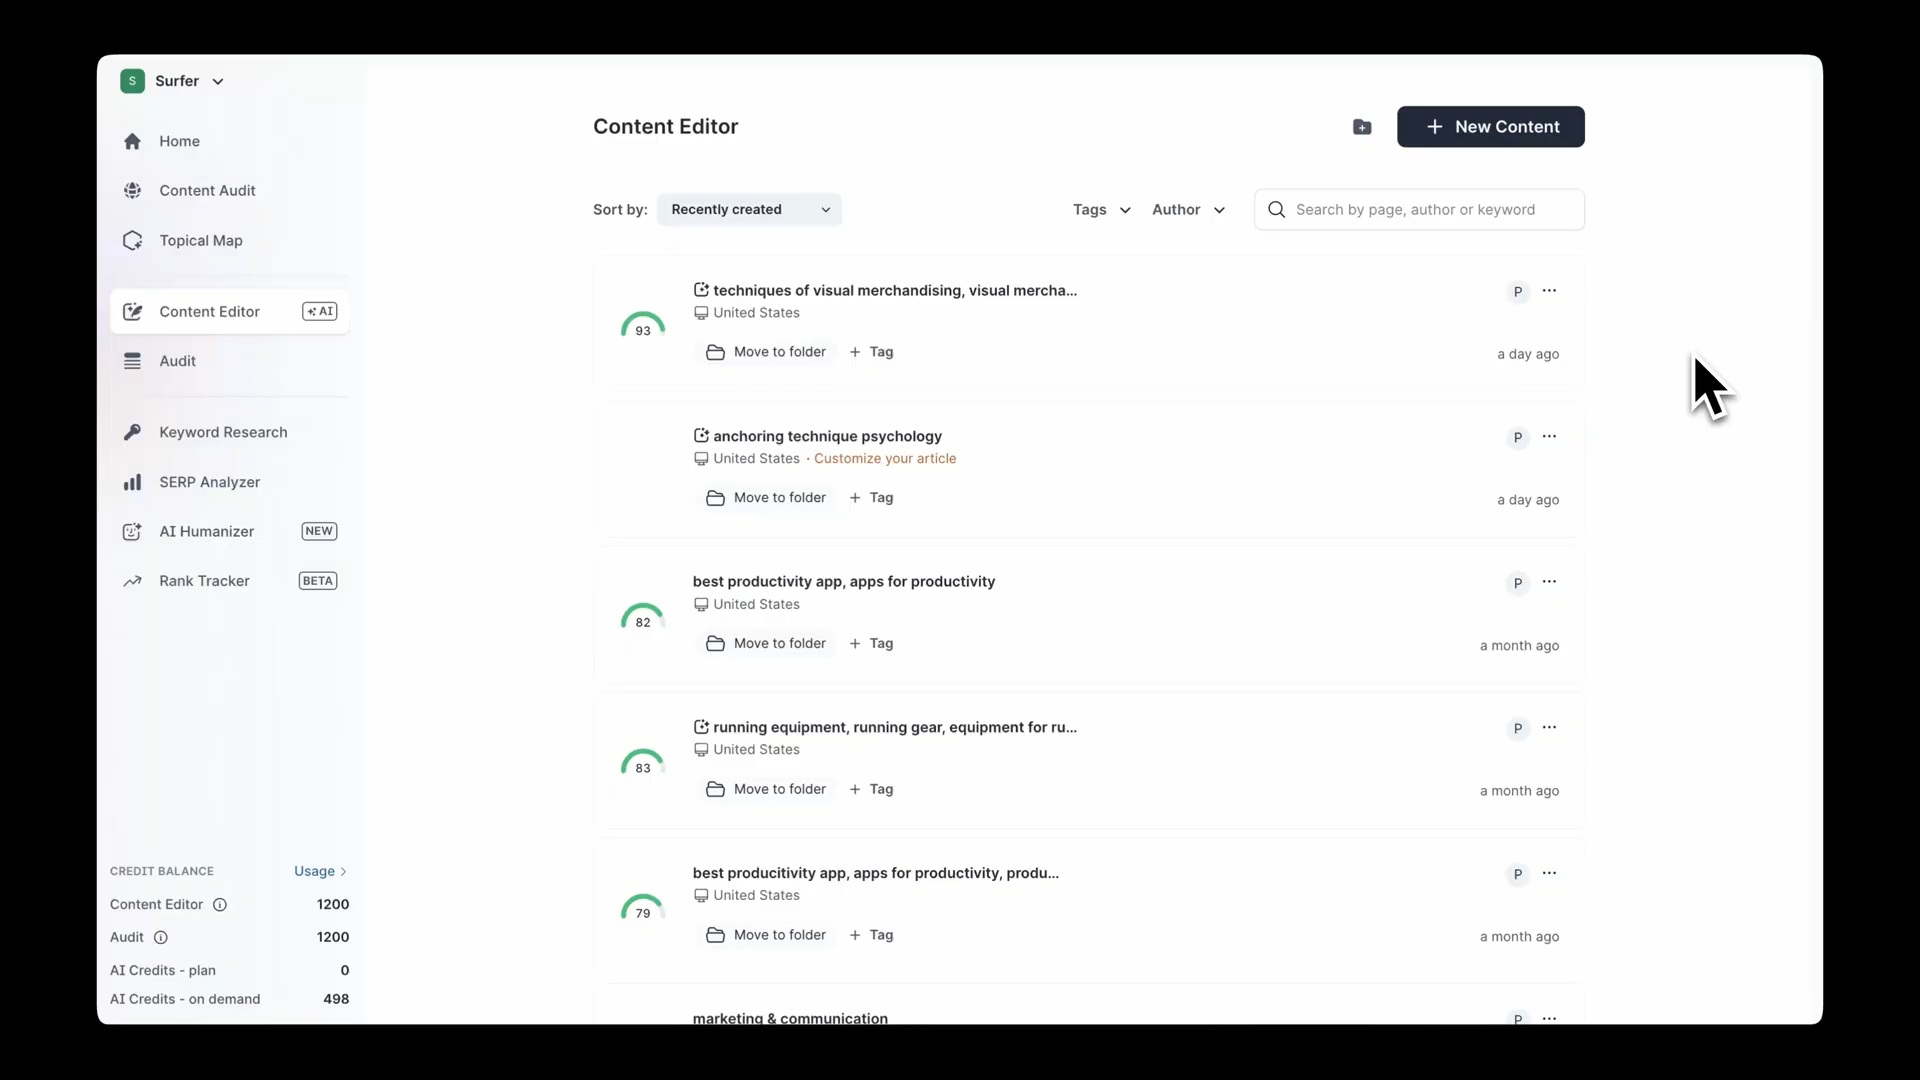 S Surfer
Home
Content Audit
Topical Map
Content Editor AI
Audit
Keyword Research
SERP Analyzer
AI Humanizer NEW
Rank Tracker BETA
CREDIT BALANCE Usage
Content Editor 1200
Audit 1200
AI Credits - plan 0
AI Credits - on demand 498
Content Editor
+ New Content
Sort by: Recently created
Tags Author Search by page, author or keyword
93
techniques of visual merchandising, visual mercha...
United States
Move to folder + Tag
P ...
a day ago
anchoring technique psychology
United States · Customize your article
Move to folder + Tag
P ...
a day ago
82
best productivity app, apps for productivity
United States
Move to folder + Tag
P ...
a month ago
83
running equipment, running gear, equipment for ru...
United States
Move to folder + Tag
P ...
a month ago
79
best producitivity app, apps for productivity, produ...
United States
Move to folder + Tag
P ...
a month ago
marketing & communication
P ...